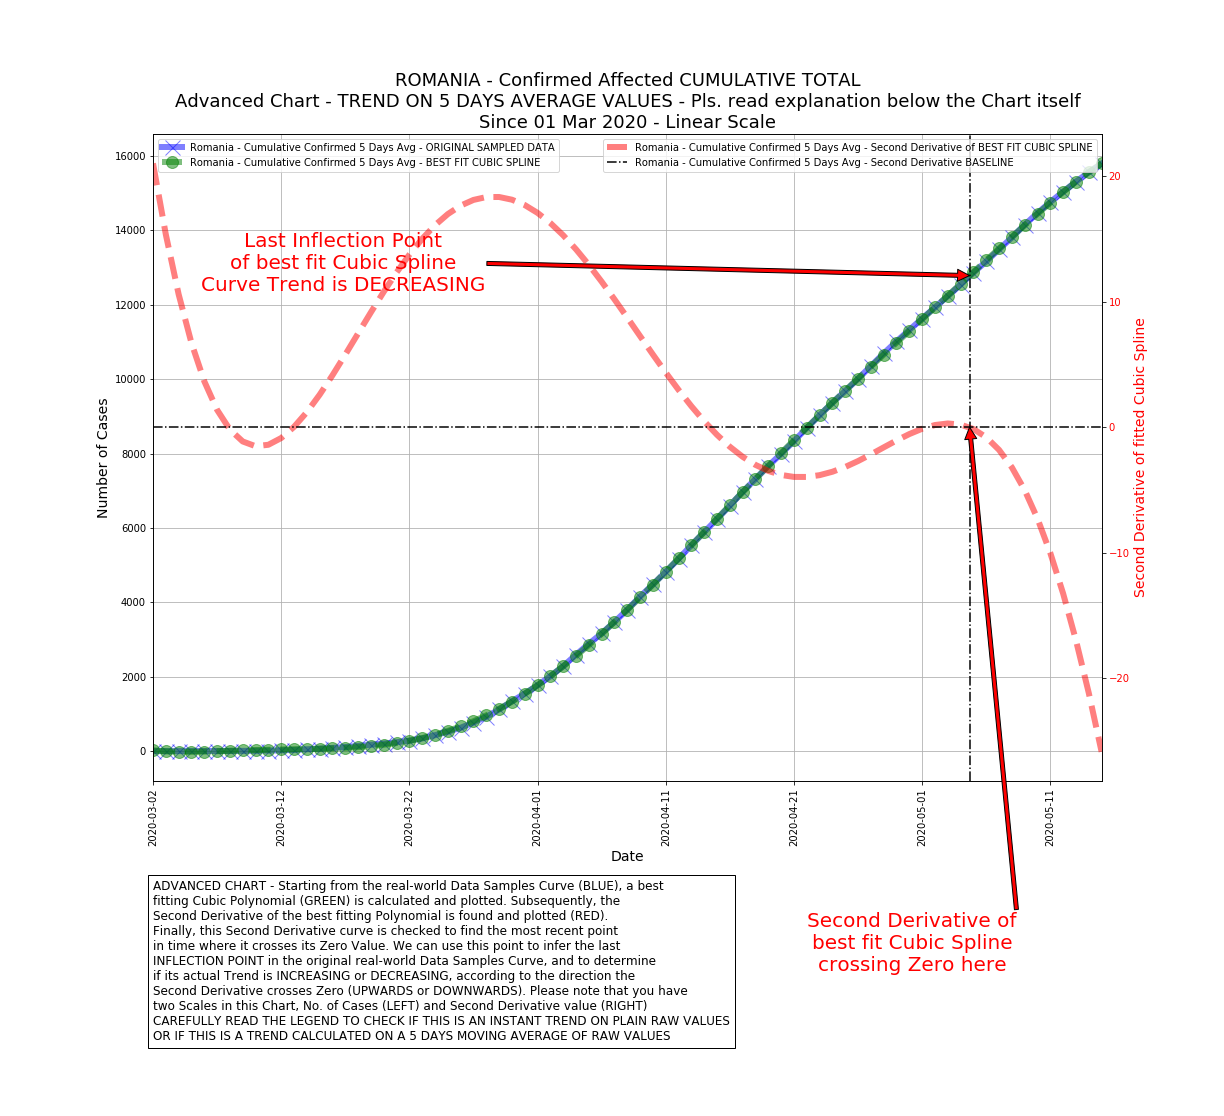 ROMANIA - Confirmed Affected CUMULATIVE TOTAL
Advanced Chart - TREND ON 5 DAYS AVERAGE VALUES - Pls. read explanation below the Chart itself
Since 01 Mar 2020 - Linear Scale
Romania - Cumulative Confirmed 5 Days Avg - ORIGINAL SAMPLED DATA
Romania - Cumulative Confirmed 5 Days Avg - BEST FIT CUBIC SPLINE
Romania - Cumulative Confirmed 5 Days Avg - Second Derivative of BEST FIT CUBIC SPLINE
Romania - Cumulative Confirmed 5 Days Avg - Second Derivative BASELINE
Last Inflection Point
of best fit Cubic Spline
Curve Trend is DECREASING
Number of Cases
16000
14000
12000
10000
8000
6000
4000
2000
0
20
10
0
−10
−20
Second Derivative of fitted Cubic Spline
2020-03-02
2020-03-12
2020-03-22
2020-04-01
2020-04-11
2020-04-21
2020-05-01
2020-05-11
Date
ADVANCED CHART - Starting from the real-world Data Samples Curve (BLUE), a best
fitting Cubic Polynomial (GREEN) is calculated and plotted. Subsequently, the
Second Derivative of the best fitting Polynomial is found and plotted (RED).
Finally, this Second Derivative curve is checked to find the most recent point
in time where it crosses its Zero Value. We can use this point to infer the last
INFLECTION POINT in the original real-world Data Samples Curve, and to determine
if its actual Trend is INCREASING or DECREASING, according to the direction the
Second Derivative crosses Zero (UPWARDS or DOWNWARDS). Please note that you have
two Scales in this Chart, No. of Cases (LEFT) and Second Derivative value (RIGHT)
CAREFULLY READ THE LEGEND TO CHECK IF THIS IS AN INSTANT TREND ON PLAIN RAW VALUES
OR IF THIS IS A TREND CALCULATED ON A 5 DAYS MOVING AVERAGE OF RAW VALUES
Second Derivative of
best fit Cubic Spline
crossing Zero here